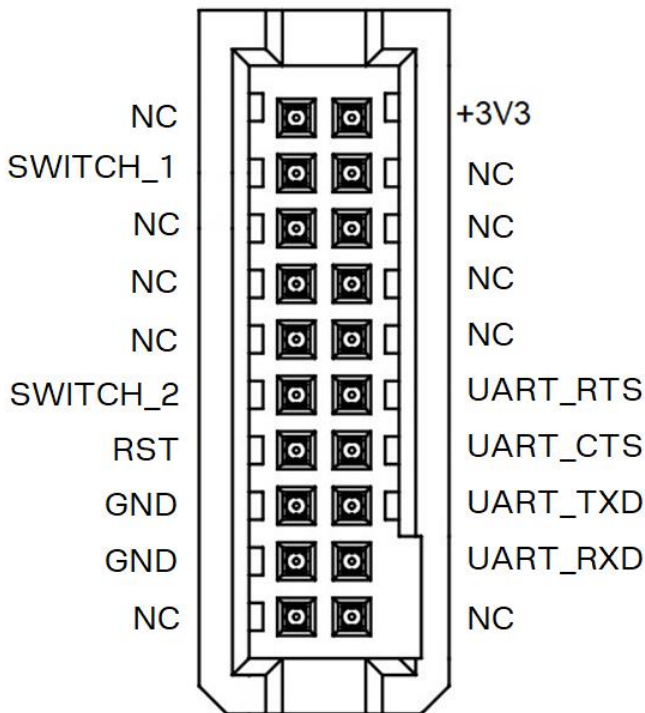 NC +3V3
SWITCH_1 NC
NC NC
NC NC
NC NC
SWITCH_2 UART_RTS
RST UART_CTS
GND UART_TXD
GND UART_RXD
NC NC